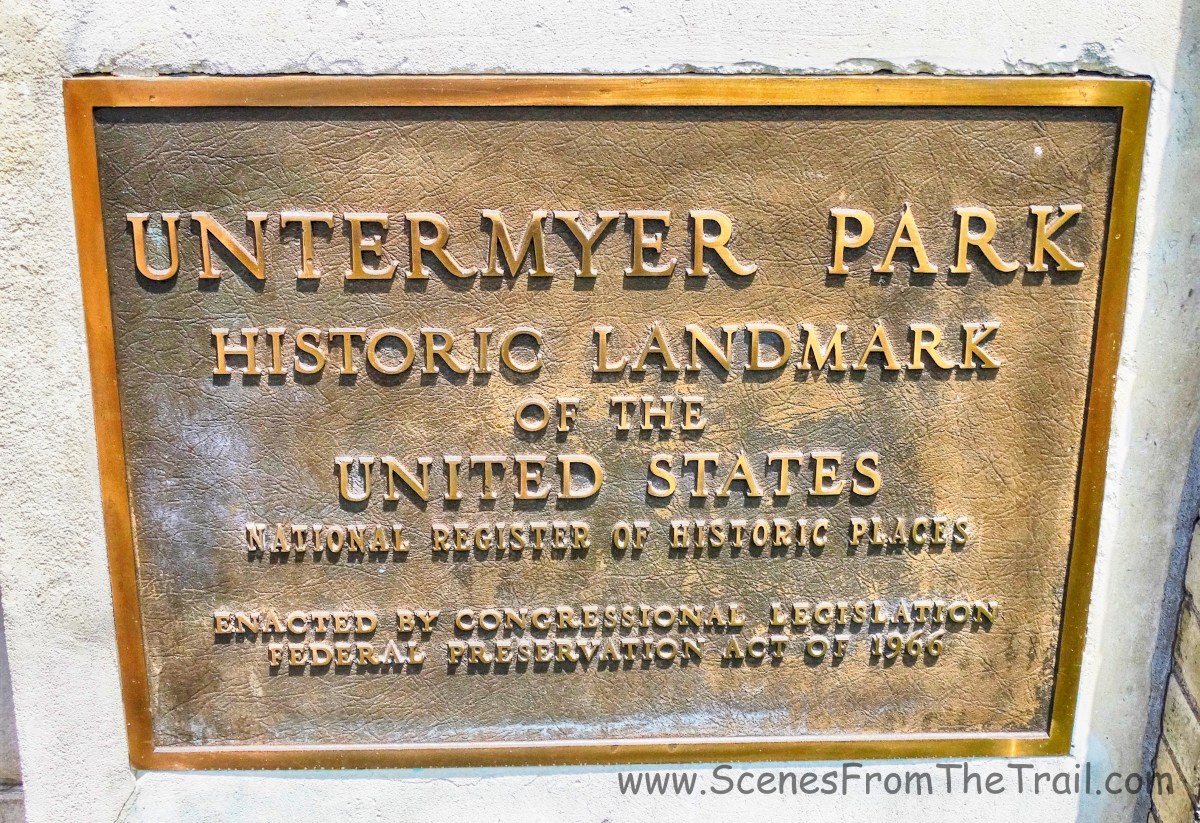 UNTERMYER PARK
HISTORIC LANDMARK
OF THE
UNITED STATES
NATIONAL REGISTER OF HISTORIC PLACES
ENACTED BY CONGRESSIONAL LEGISLATION
FEDERAL PRESERVATION ACT OF 1966
www.ScenesFromTheTrail.com